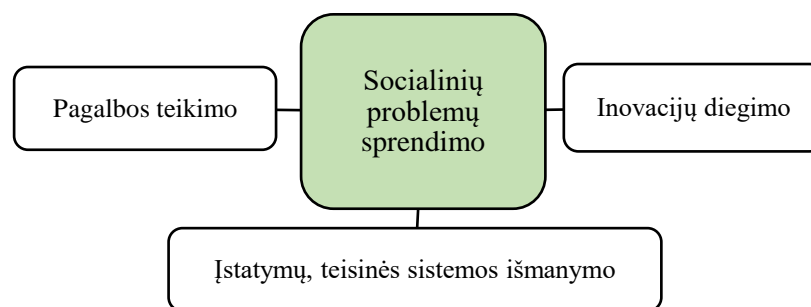 Pagalbos teikimo
Socialinių
problemų
sprendimo
Inovacijų diegimo
Įstatymų, teisinės sistemos išmanymo